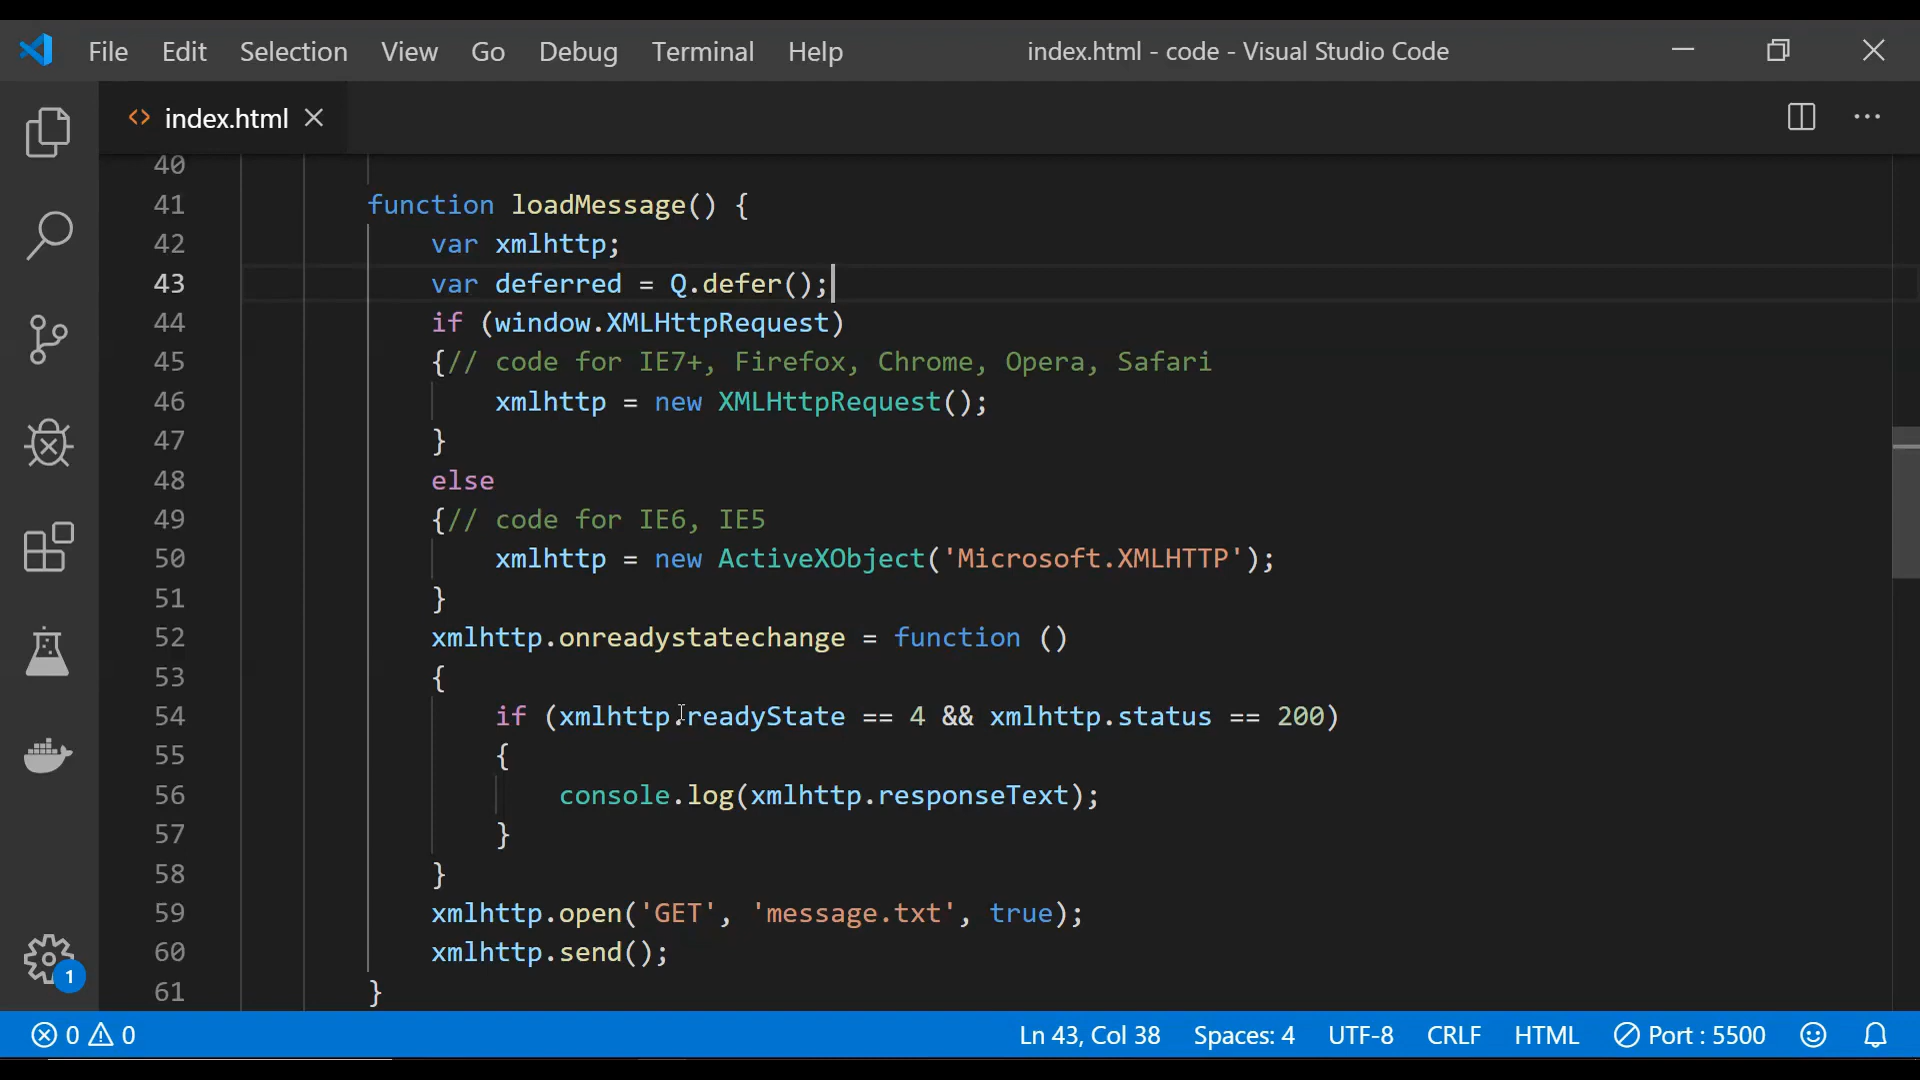 File Edit Selection View Go Debug Terminal Help index.html - code - Visual Studio Code
index.html
40
41 function loadMessage() {
42 var xmlhttp;
43 var deferred = Q.defer();
44 if (window.XMLHttpRequest)
45 {// code for IE7+, Firefox, Chrome, Opera, Safari
46 xmlhttp = new XMLHttpRequest();
47 }
48 else
49 {// code for IE6, IE5
50 xmlhttp = new ActiveXObject('Microsoft.XMLHTTP');
51 }
52 xmlhttp.onreadystatechange = function ()
53 {
54 if (xmlhttp.readyState == 4 && xmlhttp.status == 200)
55 {
56 console.log(xmlhttp.responseText);
57 }
58 }
59 xmlhttp.open('GET', 'message.txt', true);
60 xmlhttp.send();
61 }
1
0 0 Ln 43, Col 38 Spaces: 4 UTF-8 CRLF HTML Port : 5500